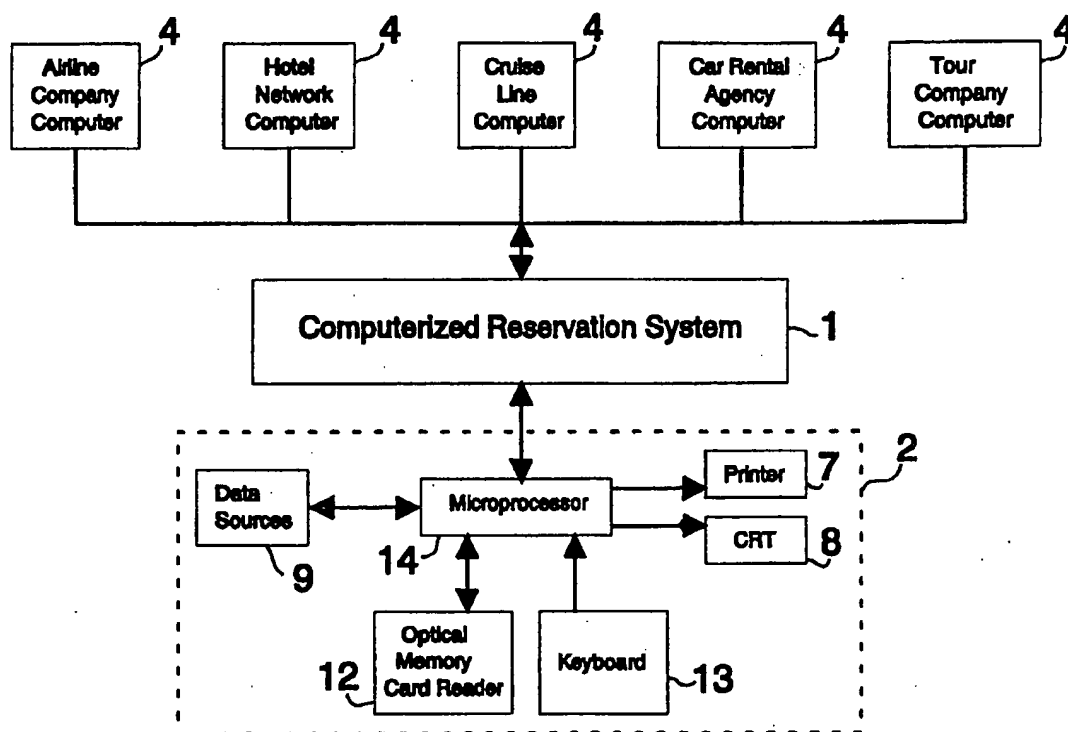 4 4 4 4 4
Airline
Company
Computer
Hotel
Network
Computer
Cruise
Line
Computer
Car Rental
Agency
Computer
Tour
Company
Computer
Computerized Reservation System
1
2
Data
Sources
9
Microprocessor
14
Printer
7
CRT
8
Optical
Memory
Card Reader
12
Keyboard
13